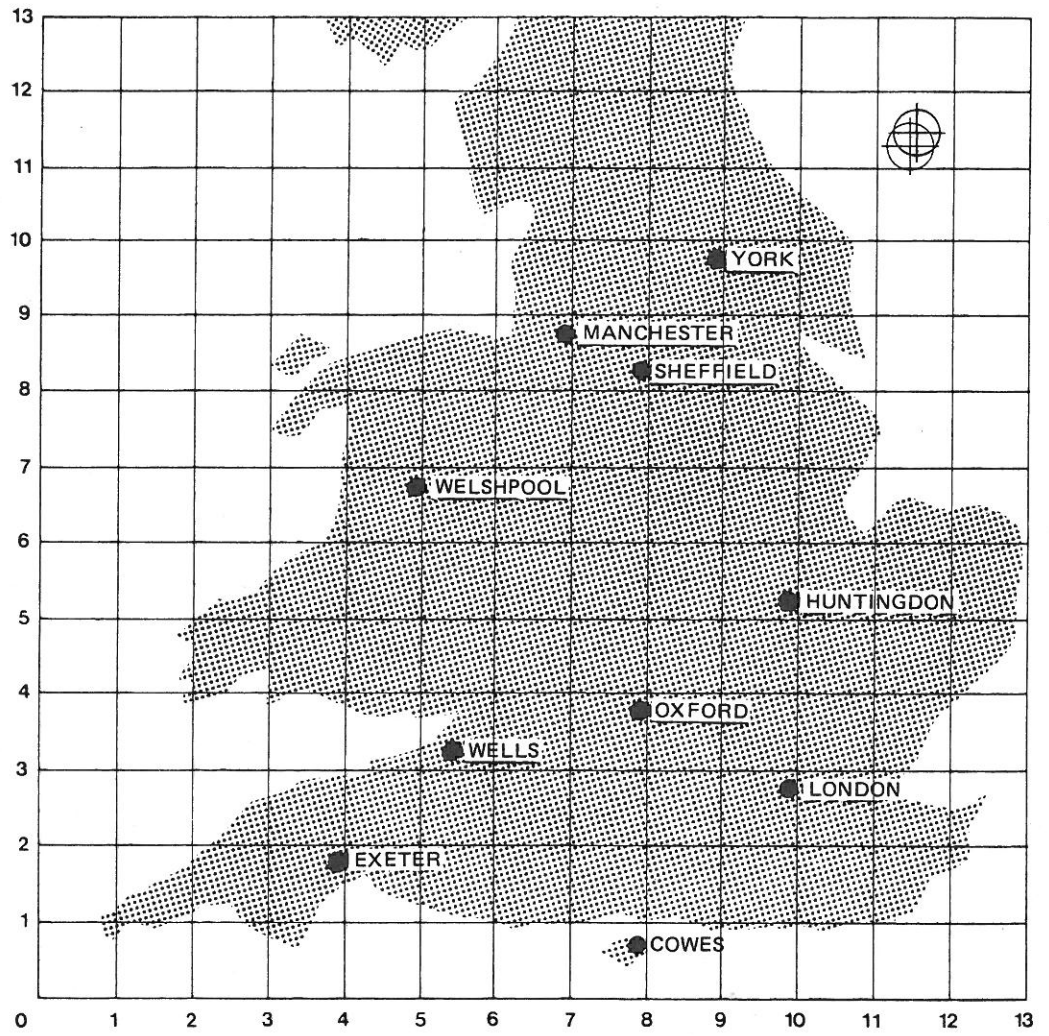 13
12
11
10
YORK
9
MANCHESTER
SHEFFIELD
8
7
WELSHPOOL
6
HUNTINGDON
5
4
OXFORD
WELLS
3
LONDON
2
EXETER
1
COWES
0 1 2 3 4 5 6 7 8 9 10 11 12 13